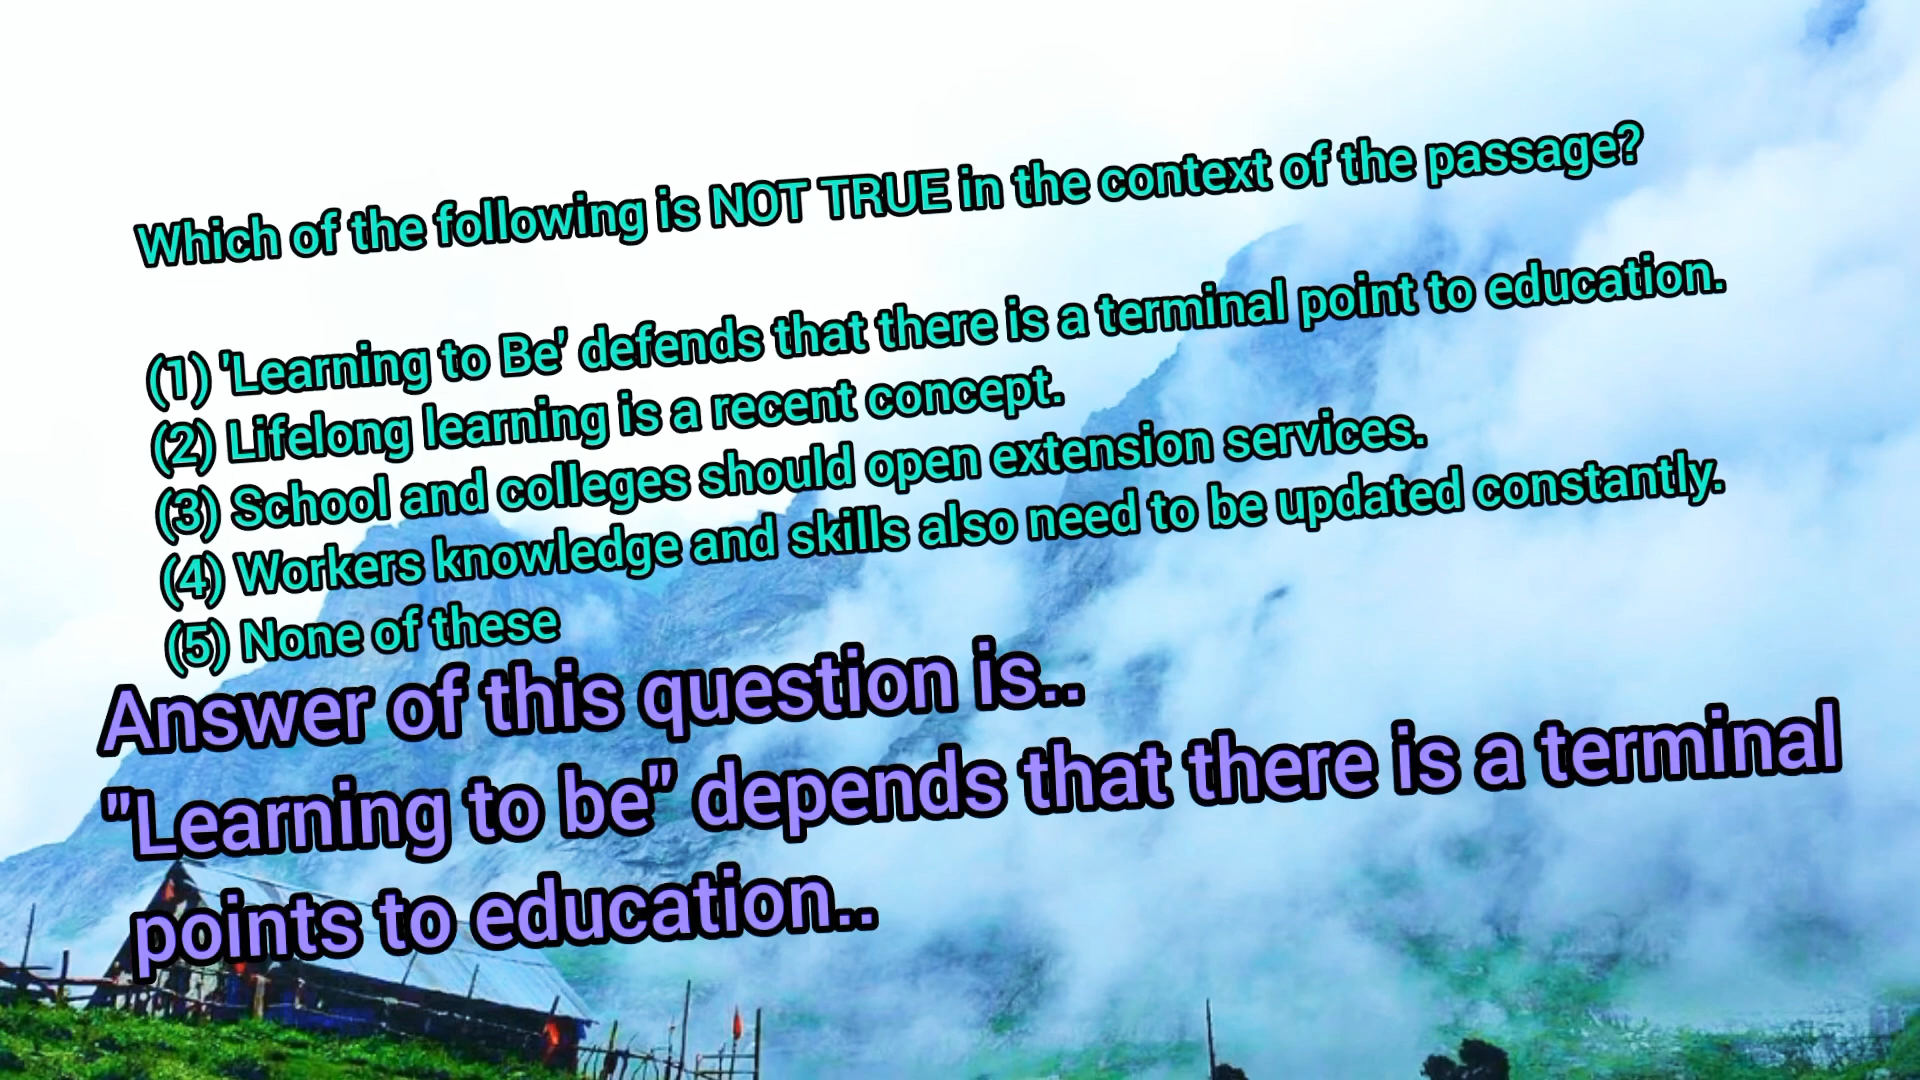 Which of the following is NOT TRUE in the context of the passage?
(1) 'Learning to Be' defends that there is a terminal point to education.
(2) Lifelong learning is a recent concept.
(3) School and colleges should open extension services.
(4) Workers knowledge and skills also need to be updated constantly.
(5) None of these
Answer of this question is..
"Learning to be" depends that there is a terminal
points to education..